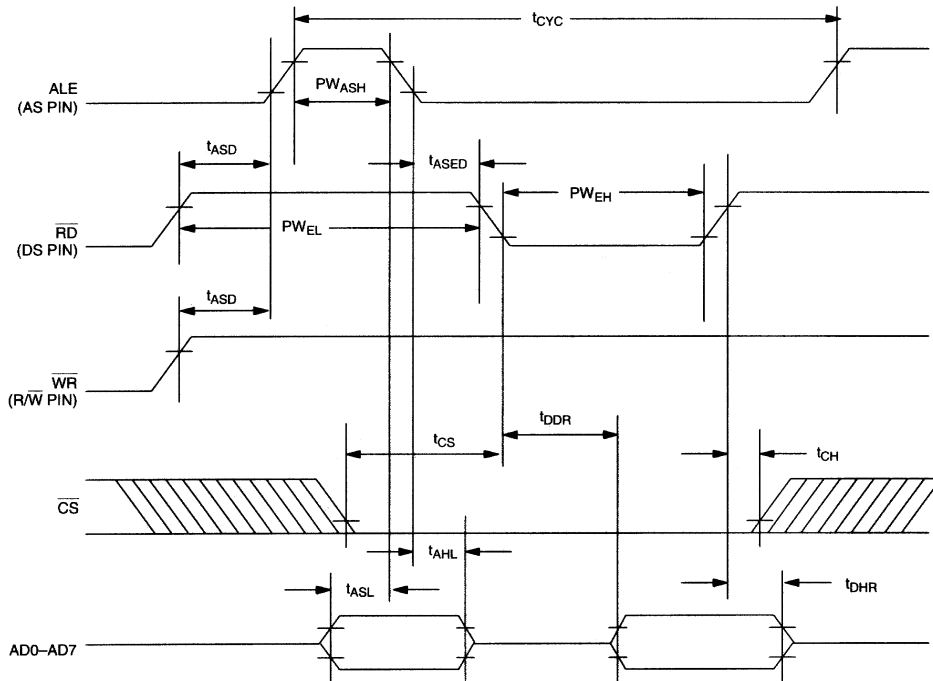 tCYC
ALE
(AS PIN)
PWASH
tASD
tASED
RD
(DS PIN)
PWEL
PWEH
tASD
WR
(R/W PIN)
tCS
tDDR
tCH
CS
tAHL
tASL
tDHR
AD0–AD7